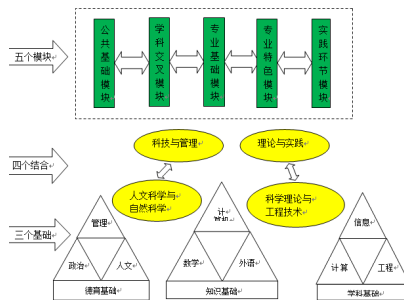 五个模块
公共基础模块
学科交叉模块
专业基础模块
专业特色模块
实践环节模块
四个结合
科技与管理
理论与实践
人文科学与
自然科学
科学理论与
工程技术
三个基础
管理
政治
人文
德育基础
计
算机
数学
外语
知识基础
信息
计算
工程
学科基础